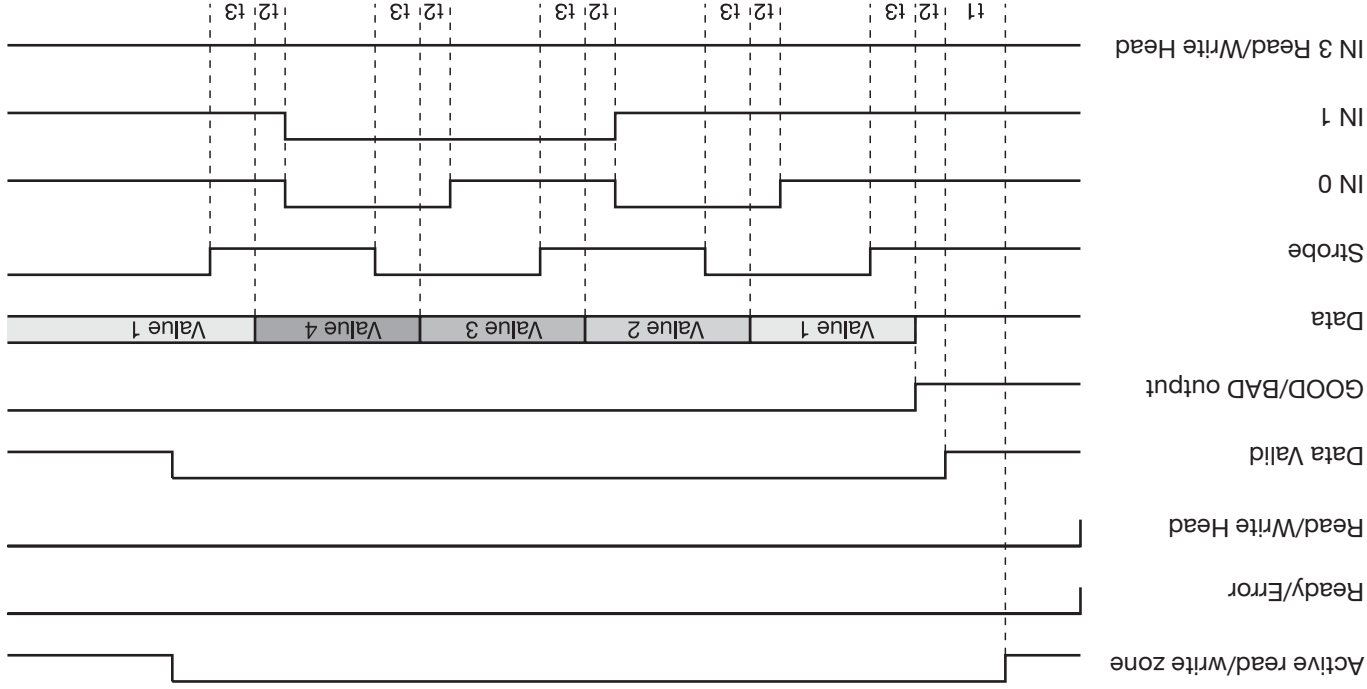 Active read/write zone
Ready/Error
Read/Write Head
Data Valid
GOOD/BAD output
Data Value 1 Value 2 Value 3 Value 4 Value 1
Strobe
IN 0
IN 1
IN 3 Read/Write Head
t1 t2 t3 t2 t3 t2 t3 t2 t3